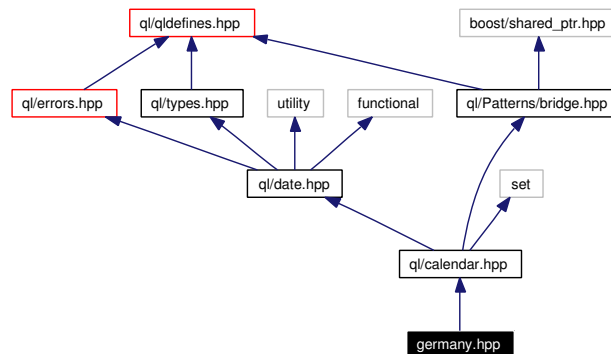 ql/qldefines.hpp
boost/shared_ptr.hpp
ql/errors.hpp
ql/types.hpp
utility
functional
ql/Patterns/bridge.hpp
ql/date.hpp
set
ql/calendar.hpp
germany.hpp